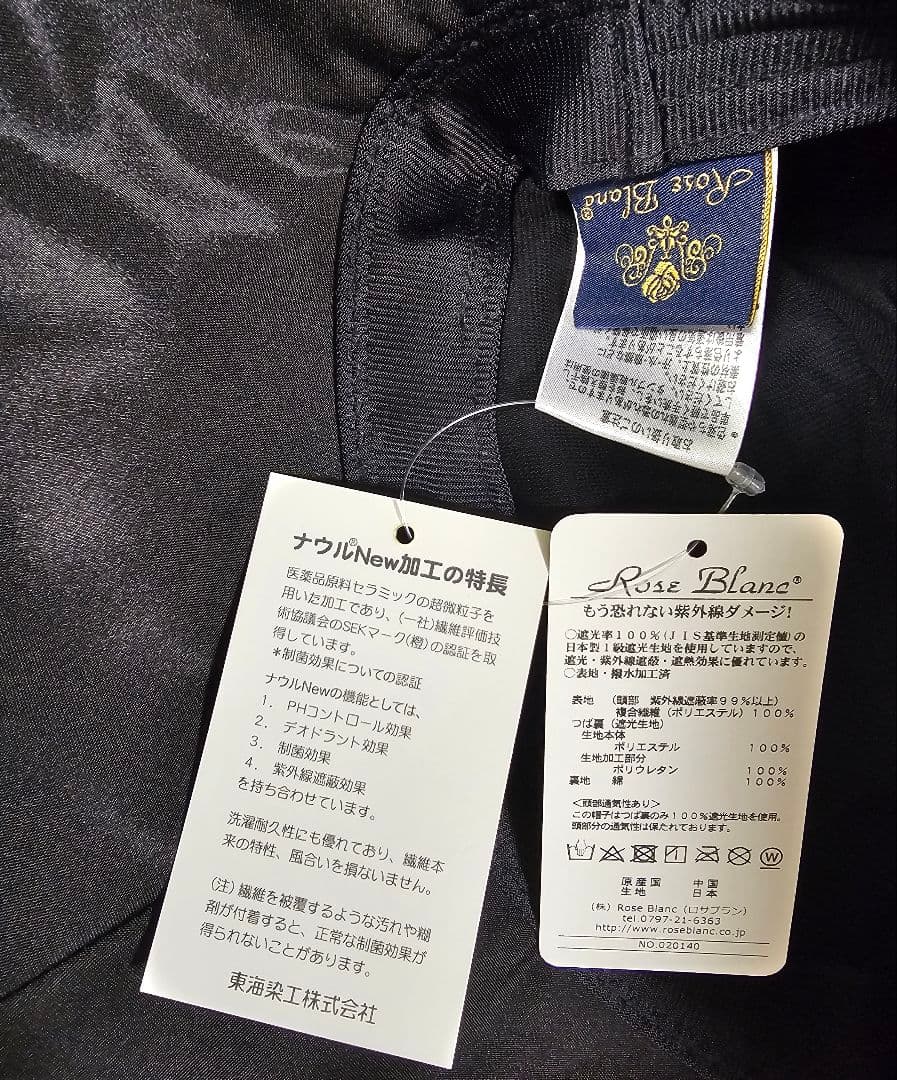 Rose Blanc®
お取り扱いのご注意
ナウル®New加工の特長
医薬品原料セラミックの超微粒子を
用いた加工であり、(一社)繊維評価技
術協議会のSEKマーク(橙)の認証を取
得しています。
*制菌効果についての認証
ナウルNewの機能としては、
1. PHコントロール効果
2. デオドラント効果
3. 制菌効果
4. 紫外線遮蔽効果
を持ち合わせています。
洗濯耐久性にも優れており、繊維本
来の特性、風合いを損ないません。
(注)繊維を被覆するような汚れや糊
剤が付着すると、正常な制菌効果が
得られないことがあります。
東海染工株式会社
Rose Blanc®
もう恐れない紫外線ダメージ!
○遮光率100%(JIS基準生地測定値)の
日本製1級遮光生地を使用していますので、
遮光・紫外線遮蔽・遮熱効果に優れています。
○表地・撥水加工済
表地 (頭部 紫外線遮蔽率99%以上)
複合繊維(ポリエステル)100%
つば裏(遮光生地)
生地本体
ポリエステル 100%
生地加工部分
ポリウレタン 100%
裏地 綿 100%
<頭部通気性あり>
この帽子はつば裏のみ100%遮光生地を使用。
頭部分の通気性は保たれております。
W
原産国 中国
生地 日本
(株)Rose Blanc(ロサブラン)
tel.0797-21-6363
http://www.roseblanc.co.jp
NO.020140